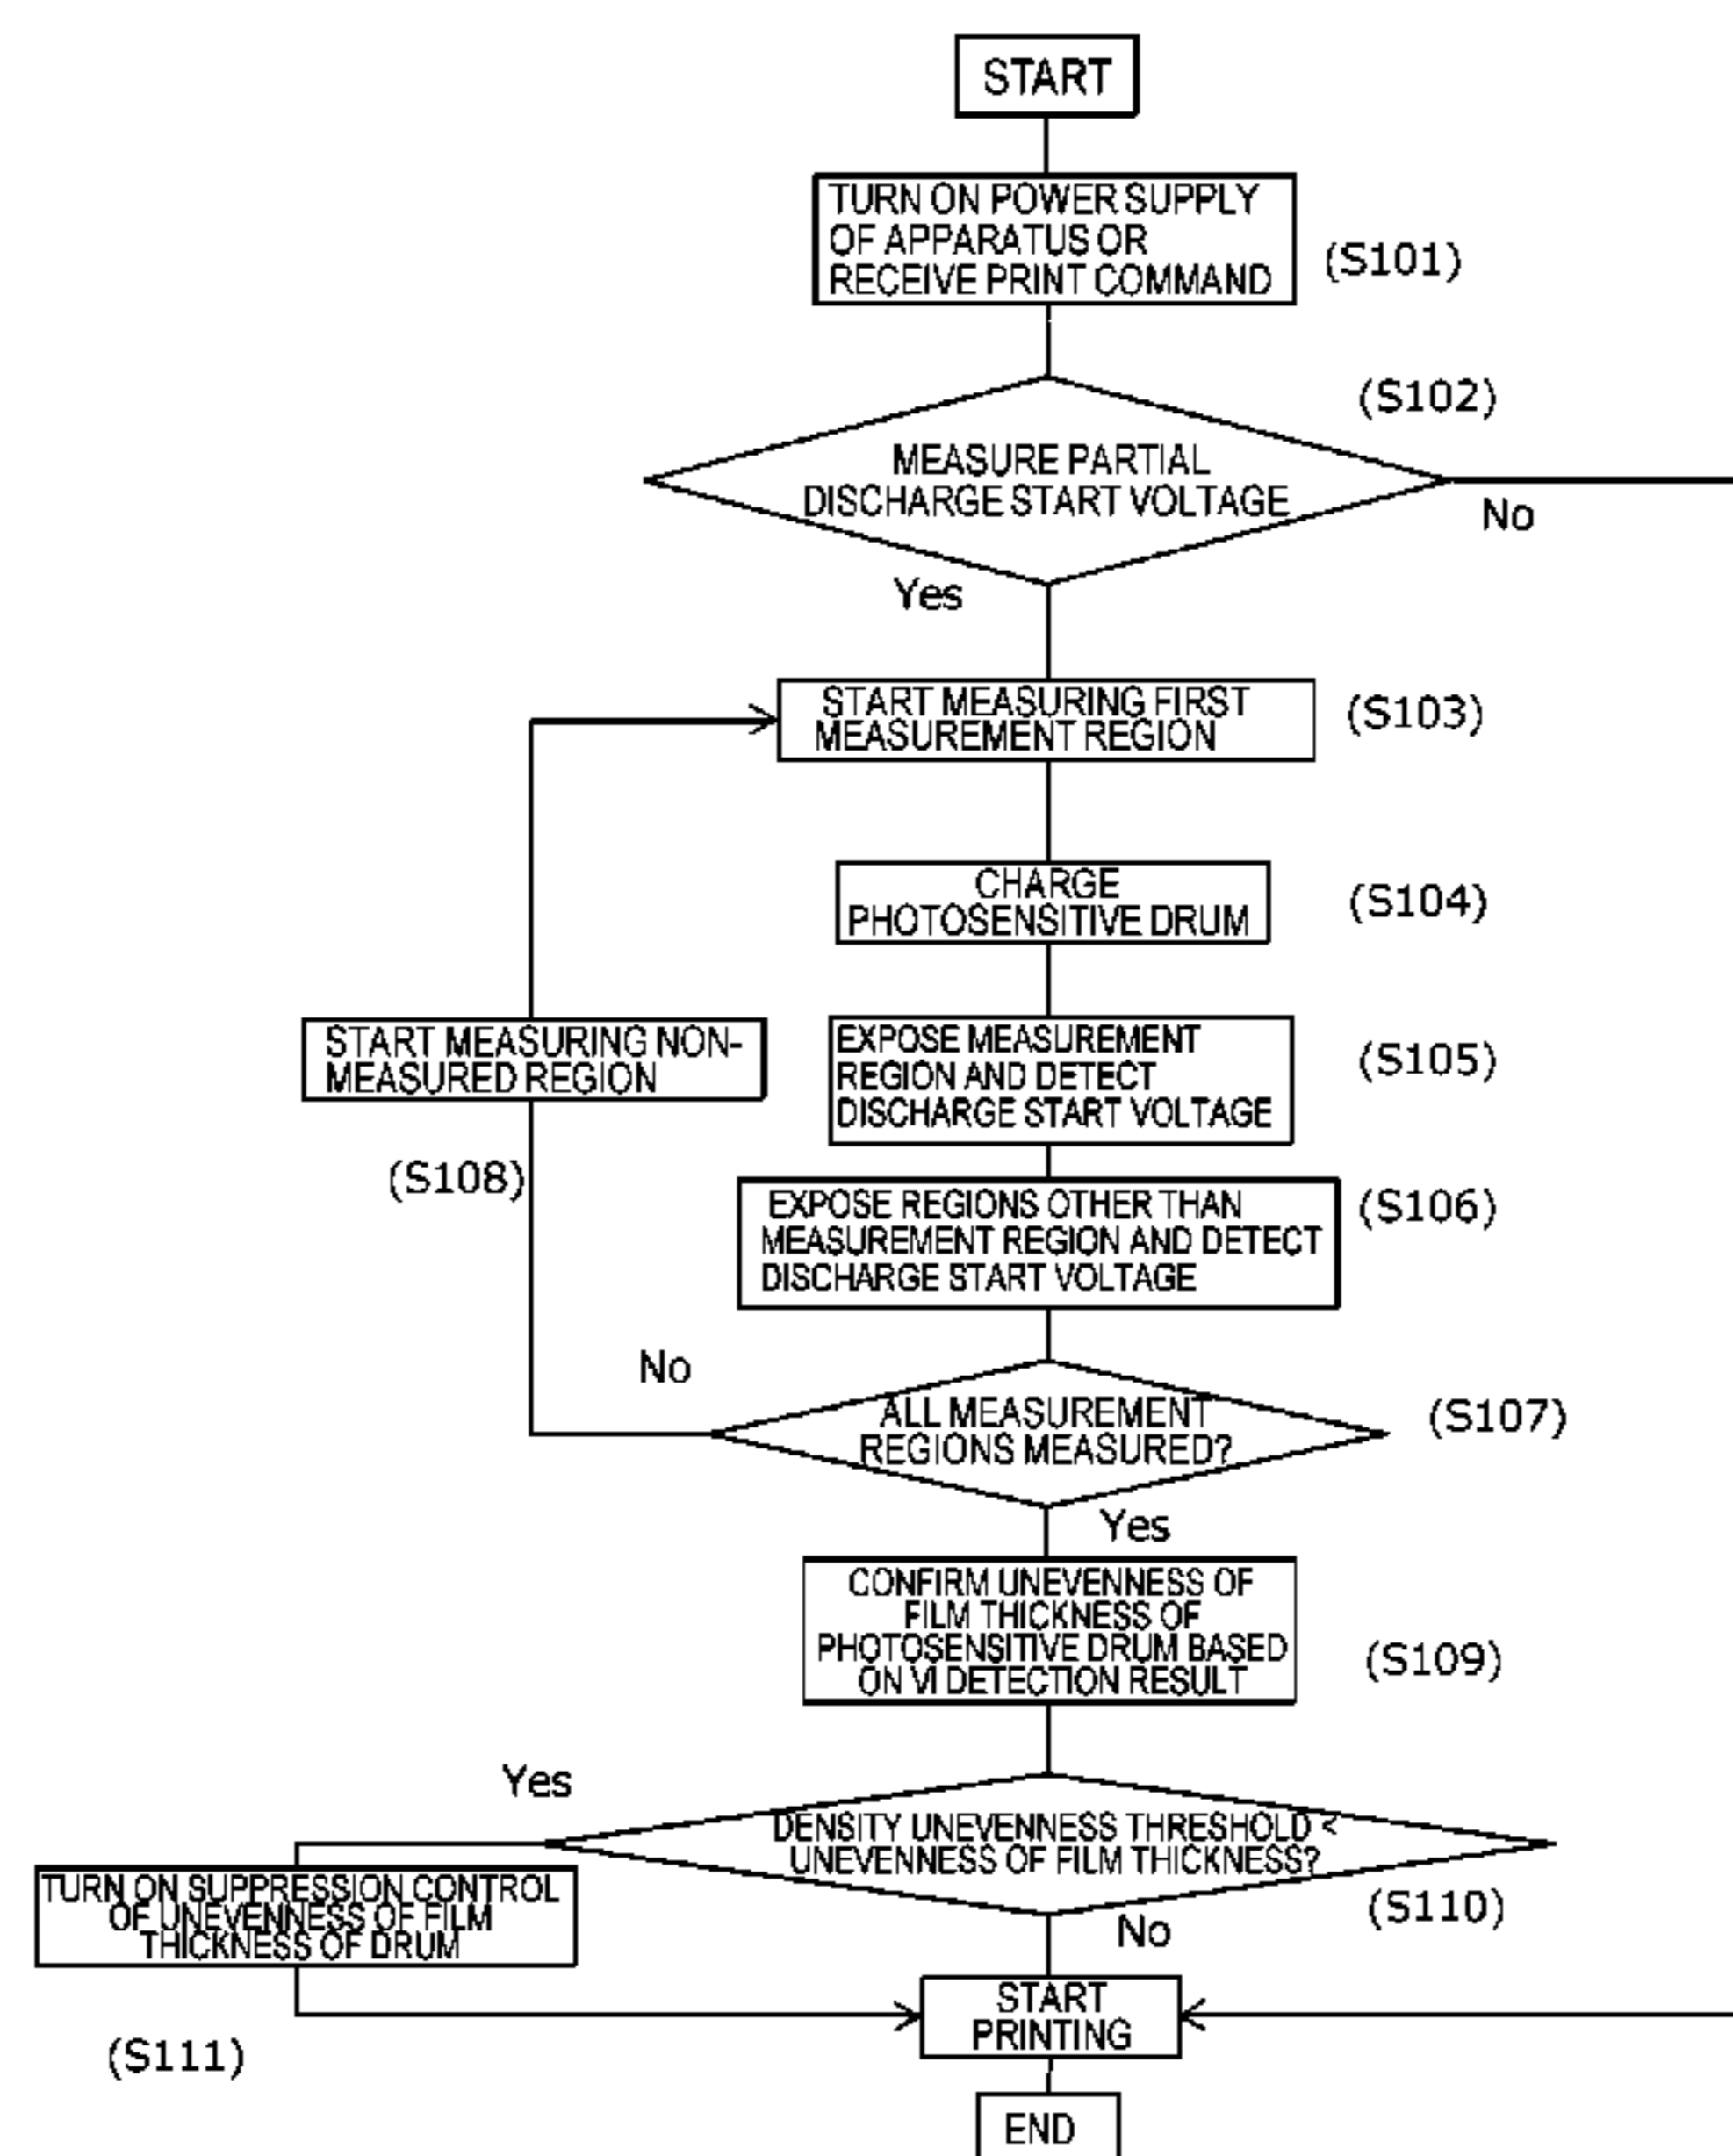 START
TURN ON POWER SUPPLY
OF APPARATUS OR
RECEIVE PRINT COMMAND
(S101)
(S102)
MEASURE PARTIAL
DISCHARGE START VOLTAGE
No
Yes
START MEASURING FIRST
MEASUREMENT REGION
(S103)
CHARGE
PHOTOSENSITIVE DRUM
(S104)
START MEASURING NON-
MEASURED REGION
(S108)
EXPOSE MEASUREMENT
REGION AND DETECT
DISCHARGE START VOLTAGE
(S105)
EXPOSE REGIONS OTHER THAN
MEASUREMENT REGION AND DETECT
DISCHARGE START VOLTAGE
(S106)
No
ALL MEASUREMENT
REGIONS MEASURED?
(S107)
Yes
CONFIRM UNEVENNESS OF
FILM THICKNESS OF
PHOTOSENSITIVE DRUM BASED
ON VI DETECTION RESULT
(S109)
Yes
DENSITY UNEVENNESS THRESHOLD <
UNEVENNESS OF FILM THICKNESS?
(S110)
No
TURN ON SUPPRESSION CONTROL
OF UNEVENNESS OF FILM
THICKNESS OF DRUM
(S111)
START
PRINTING
END